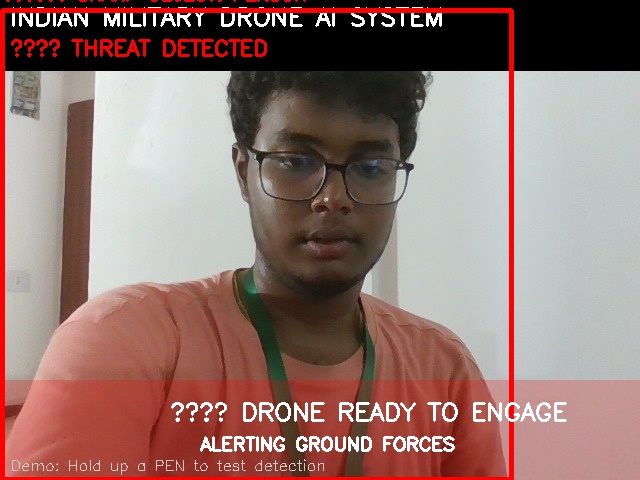 INDIAN MILITARY DRONE AI SYSTEM
???? THREAT DETECTED
???? DRONE READY TO ENGAGE
ALERTING GROUND FORCES
Demo: Hold up a PEN to test detection